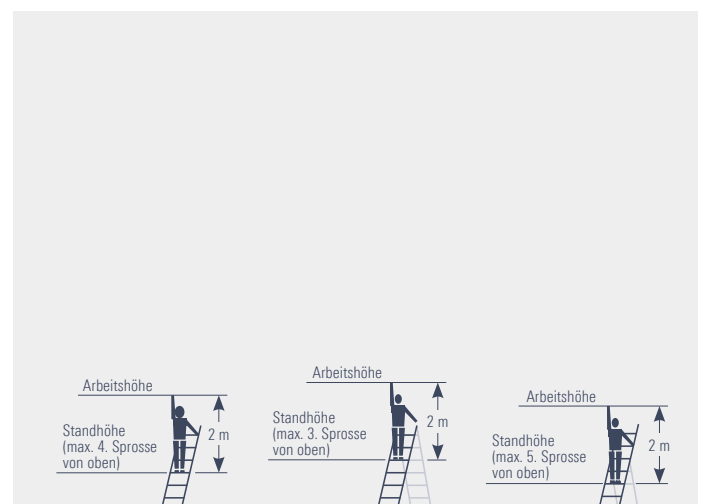 Arbeitshöhe
Standhöhe
(max. 4. Sprosse
von oben)
2 m
Arbeitshöhe
Standhöhe
(max. 3. Sprosse
von oben)
2 m
Arbeitshöhe
Standhöhe
(max. 5. Sprosse
von oben)
2 m